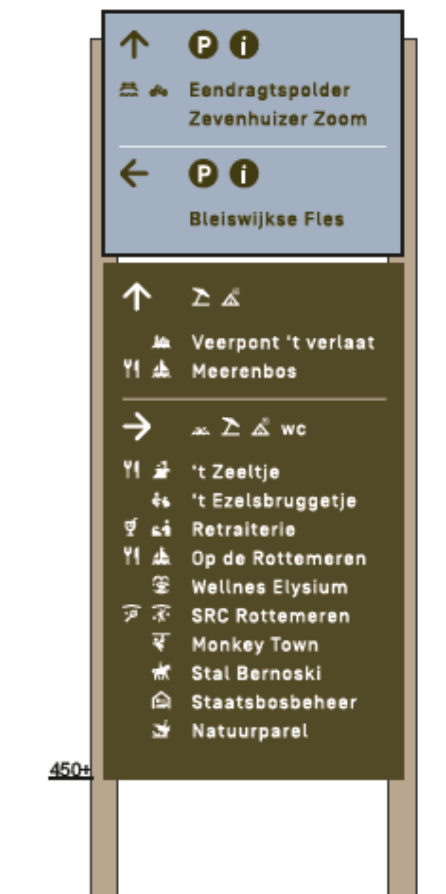 P i
Eendragtspolder
Zevenhuizer Zoom
P i
Bleiswijkse Fles
Veerpont 't verlaat
Meerenbos
wc
't Zeeltje
't Ezelsbruggetje
Retraiterie
Op de Rottemeren
Wellnes Elysium
SRC Rottemeren
Monkey Town
Stal Bernoski
Staatsbosbeheer
Natuurparel
450+